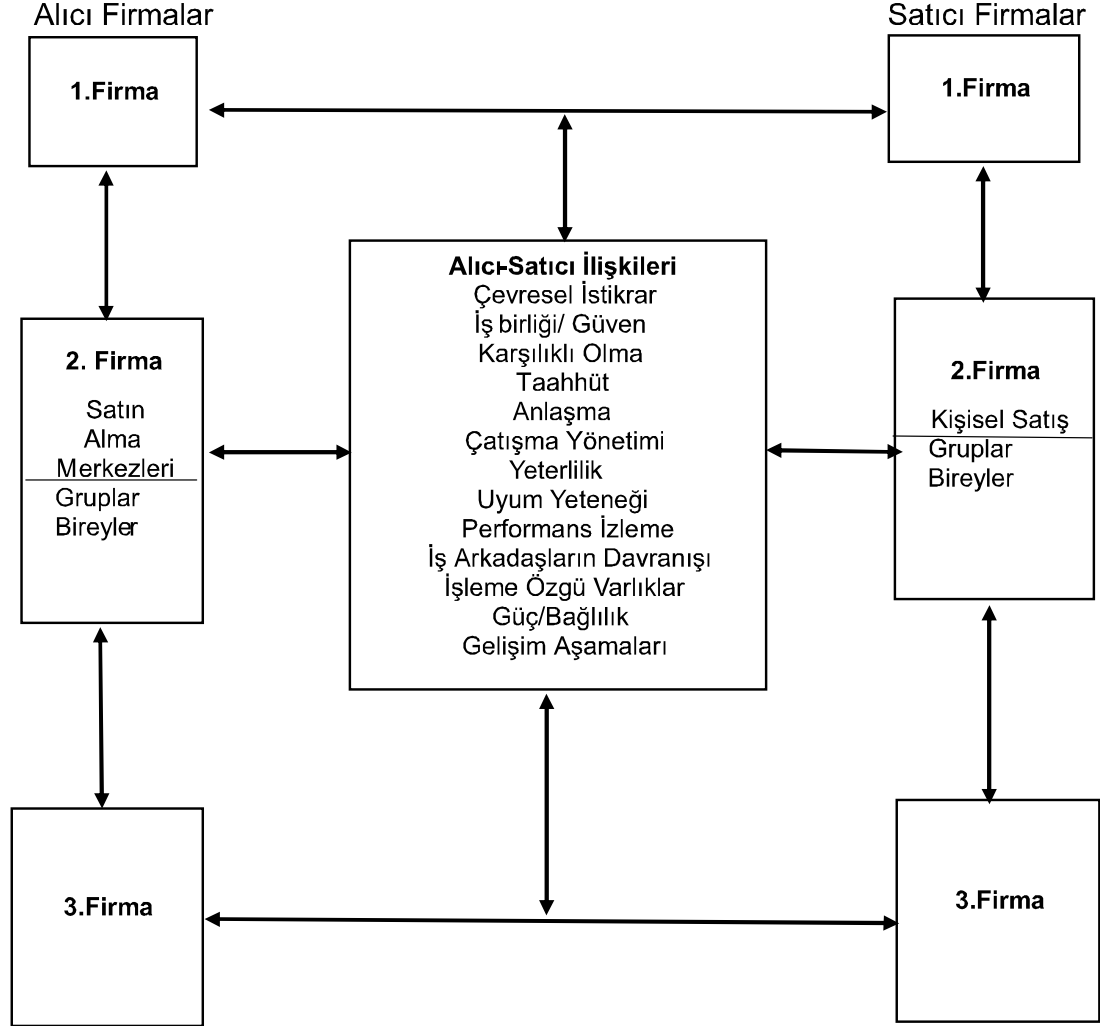 Alıcı Firmalar
Satıcı Firmalar
1.Firma
1.Firma
Alıcı-Satıcı İlişkileri
Çevresel İstikrar
İş birliği/ Güven
Karşılıklı Olma
Taahhüt
Anlaşma
Çatışma Yönetimi
Yeterlilik
Uyum Yeteneği
Performans İzleme
İş Arkadaşların Davranışı
İşleme Özgü Varlıklar
Güç/Bağlılık
Gelişim Aşamaları
2. Firma
Satın
Alma
Merkezleri
Gruplar
Bireyler
2.Firma
Kişisel Satış
Gruplar
Bireyler
3.Firma
3.Firma